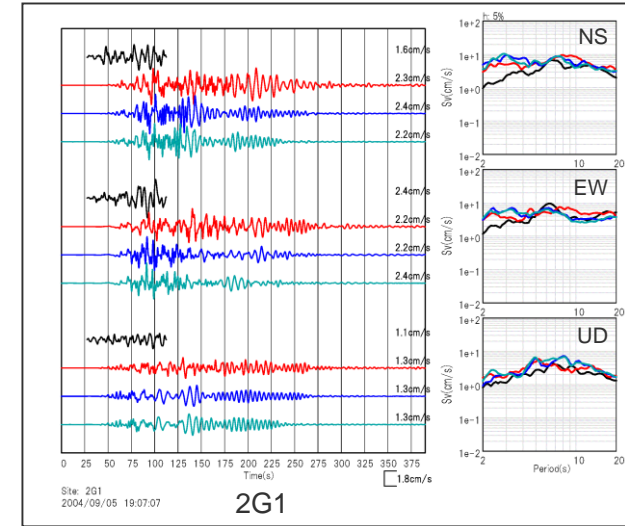 1.6cm/s
2.3cm/s
2.4cm/s
2.2cm/s
2.4cm/s
2.2cm/s
2.2cm/s
2.4cm/s
1.1cm/s
1.3cm/s
1.3cm/s
1.3cm/s
0 25 50 75 100 125 150 175 200 225 250 275 300 325 350 375
Time(s)
1.8cm/s
Site: 2G1
2004/09/05 19:07:07
2G1
h: 5%
NS
1e+2
1e+1
1e+0
1e-1
1e-2
Sv(cm/s)
2 10 20
EW
1e+2
1e+1
1e+0
1e-1
1e-2
Sv(cm/s)
2 10 20
UD
1e+2
1e+1
1e+0
1e-1
1e-2
Sv(cm/s)
2 10 20
Period(s)